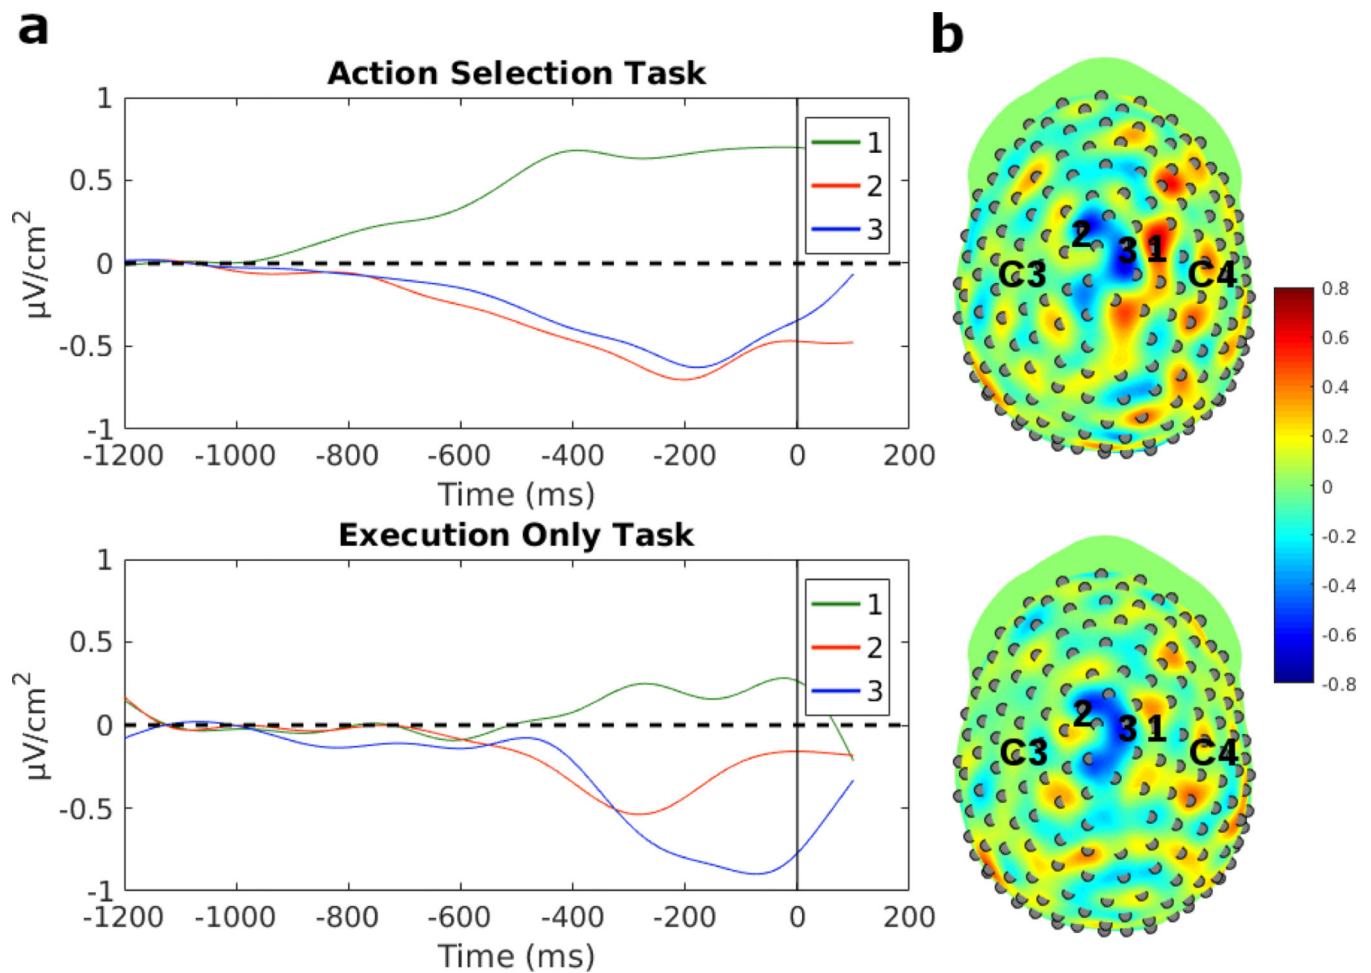 a
b
Action Selection Task
1
0.5
0
-0.5
-1
µV/cm²
1
2
3
-1200 -1000 -800 -600 -400 -200 0 200
Time (ms)
2
3 1
C3 C4
Execution Only Task
1
0.5
0
-0.5
-1
µV/cm²
1
2
3
-1200 -1000 -800 -600 -400 -200 0 200
Time (ms)
2
3 1
C3 C4
0.8
0.6
0.4
0.2
0
-0.2
-0.4
-0.6
-0.8